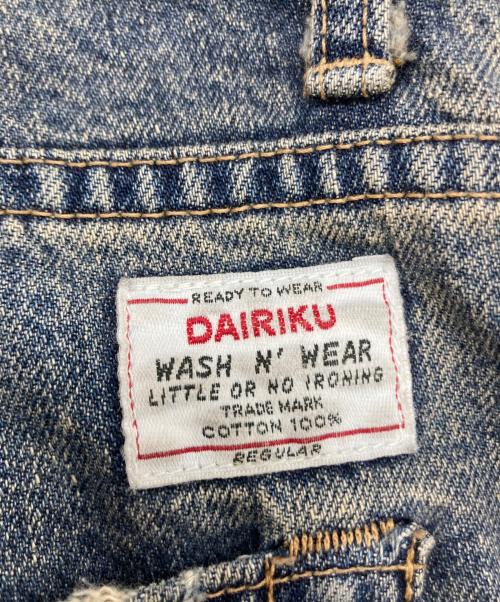 READY TO WEAR
DAIRIKU
WASH N' WEAR
LITTLE OR NO IRONING
TRADE MARK
COTTON 100%
REGULAR